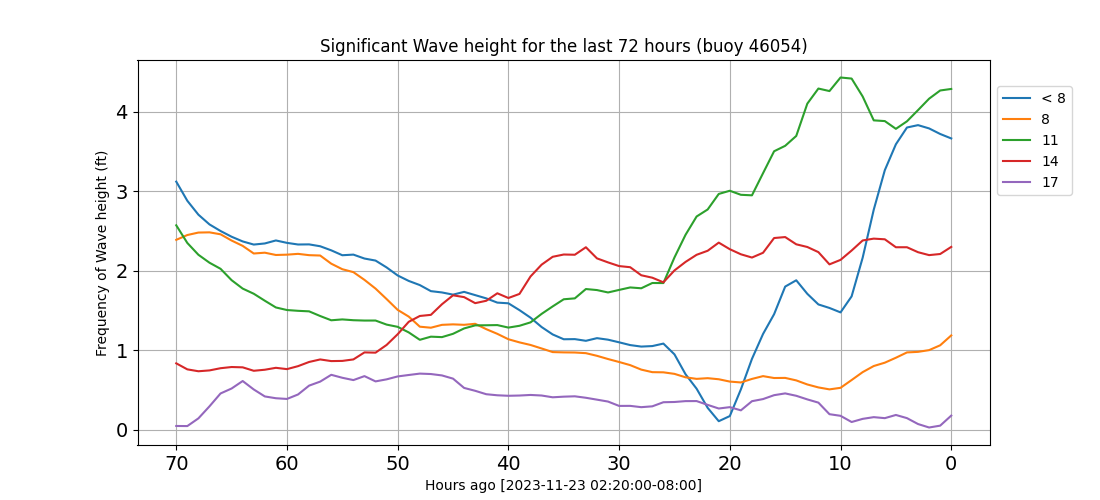 Significant Wave height for the last 72 hours (buoy 46054)
Frequency of Wave height (ft)
4
3
2
1
0
70 60 50 40 30 20 10 0
Hours ago [2023-11-23 02:20:00-08:00]
< 8
8
11
14
17